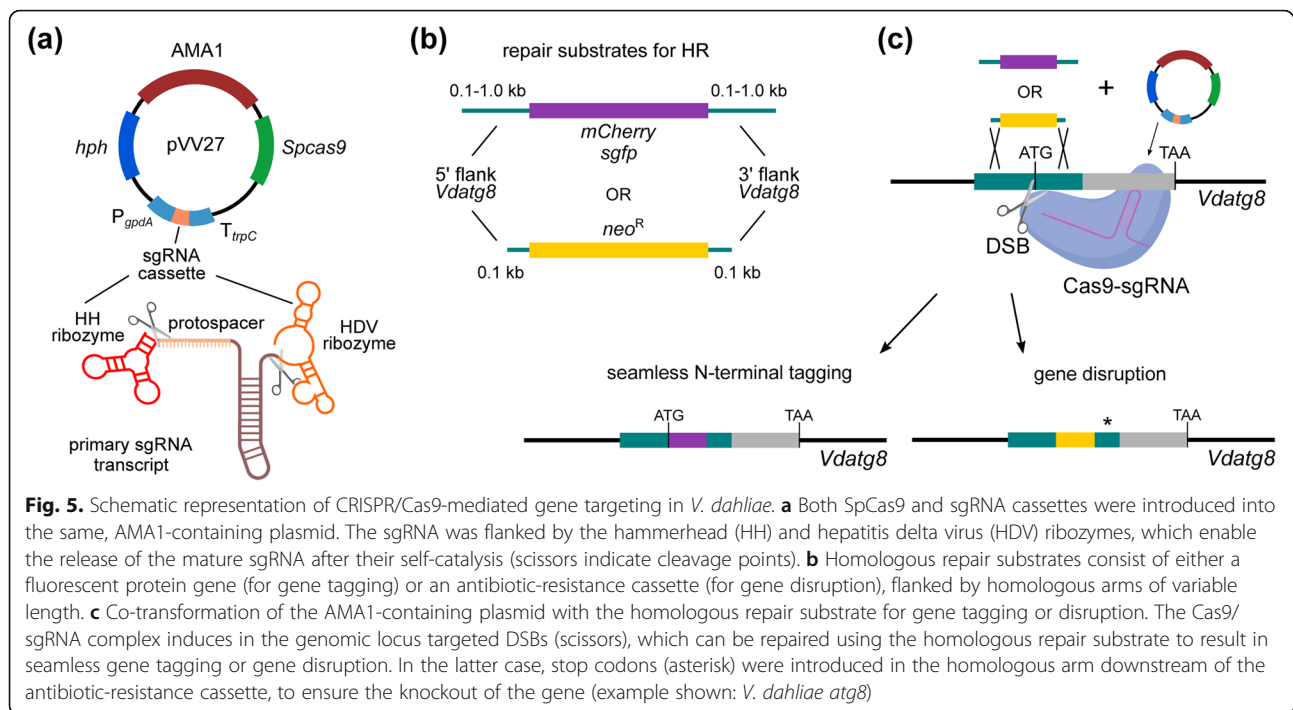 (a)
AMA1
hph
pVV27
Spcas9
PgpdA
TtrpC
sgRNA
cassette
HH
ribozyme
protospacer
HDV
ribozyme
primary sgRNA
transcript
(b)
repair substrates for HR
0.1-1.0 kb
0.1-1.0 kb
mCherry
sgfp
5' flank
Vdatg8
OR
3' flank
Vdatg8
neoR
0.1 kb
0.1 kb
(c)
OR
+
ATG
TAA
Vdatg8
DSB
Cas9-sgRNA
seamless N-terminal tagging
ATG
TAA
Vdatg8
gene disruption
*
TAA
Vdatg8
Fig. 5. Schematic representation of CRISPR/Cas9-mediated gene targeting in V. dahliae. a Both SpCas9 and sgRNA cassettes were introduced into
the same, AMA1-containing plasmid. The sgRNA was flanked by the hammerhead (HH) and hepatitis delta virus (HDV) ribozymes, which enable
the release of the mature sgRNA after their self-catalysis (scissors indicate cleavage points). b Homologous repair substrates consist of either a
fluorescent protein gene (for gene tagging) or an antibiotic-resistance cassette (for gene disruption), flanked by homologous arms of variable
length. c Co-transformation of the AMA1-containing plasmid with the homologous repair substrate for gene tagging or disruption. The Cas9/
sgRNA complex induces in the genomic locus targeted DSBs (scissors), which can be repaired using the homologous repair substrate to result in
seamless gene tagging or gene disruption. In the latter case, stop codons (asterisk) were introduced in the homologous arm downstream of the
antibiotic-resistance cassette, to ensure the knockout of the gene (example shown: V. dahliae atg8)